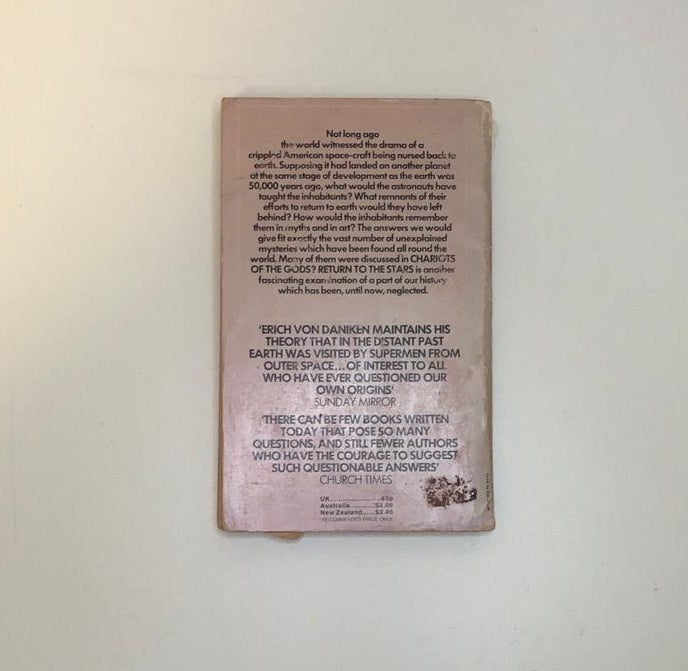 Not long ago
the world witnessed the drama of a
crippled American space-craft being nursed back to
earth. Supposing it had landed on another planet
at the same stage of development as the earth was
50,000 years ago, what would the astronauts have
taught the inhabitants? What remnants of their
efforts to return to earth would they have left
behind? How would the inhabitants remember
them in myths and in art? The answers we would
give fit exactly the vast number of unexplained
mysteries which have been found all round the
world. Many of them were discussed in CHARIOTS
OF THE GODS? RETURN TO THE STARS is another
fascinating examination of a part of our history
which has been, until now, neglected.
'ERICH VON DANIKEN MAINTAINS HIS
THEORY THAT IN THE DISTANT PAST
EARTH WAS VISITED BY SUPERMEN FROM
OUTER SPACE...OF INTEREST TO ALL
WHO HAVE EVER QUESTIONED OUR
OWN ORIGINS'
SUNDAY MIRROR
'THERE CAN BE FEW BOOKS WRITTEN
TODAY THAT POSE SO MANY
QUESTIONS, AND STILL FEWER AUTHORS
WHO HAVE THE COURAGE TO SUGGEST
SUCH QUESTIONABLE ANSWERS'
CHURCH TIMES
UK....................65p
Australia..........*$2.00
New Zealand.....$2.00
*RECOMMENDED PRICE ONLY